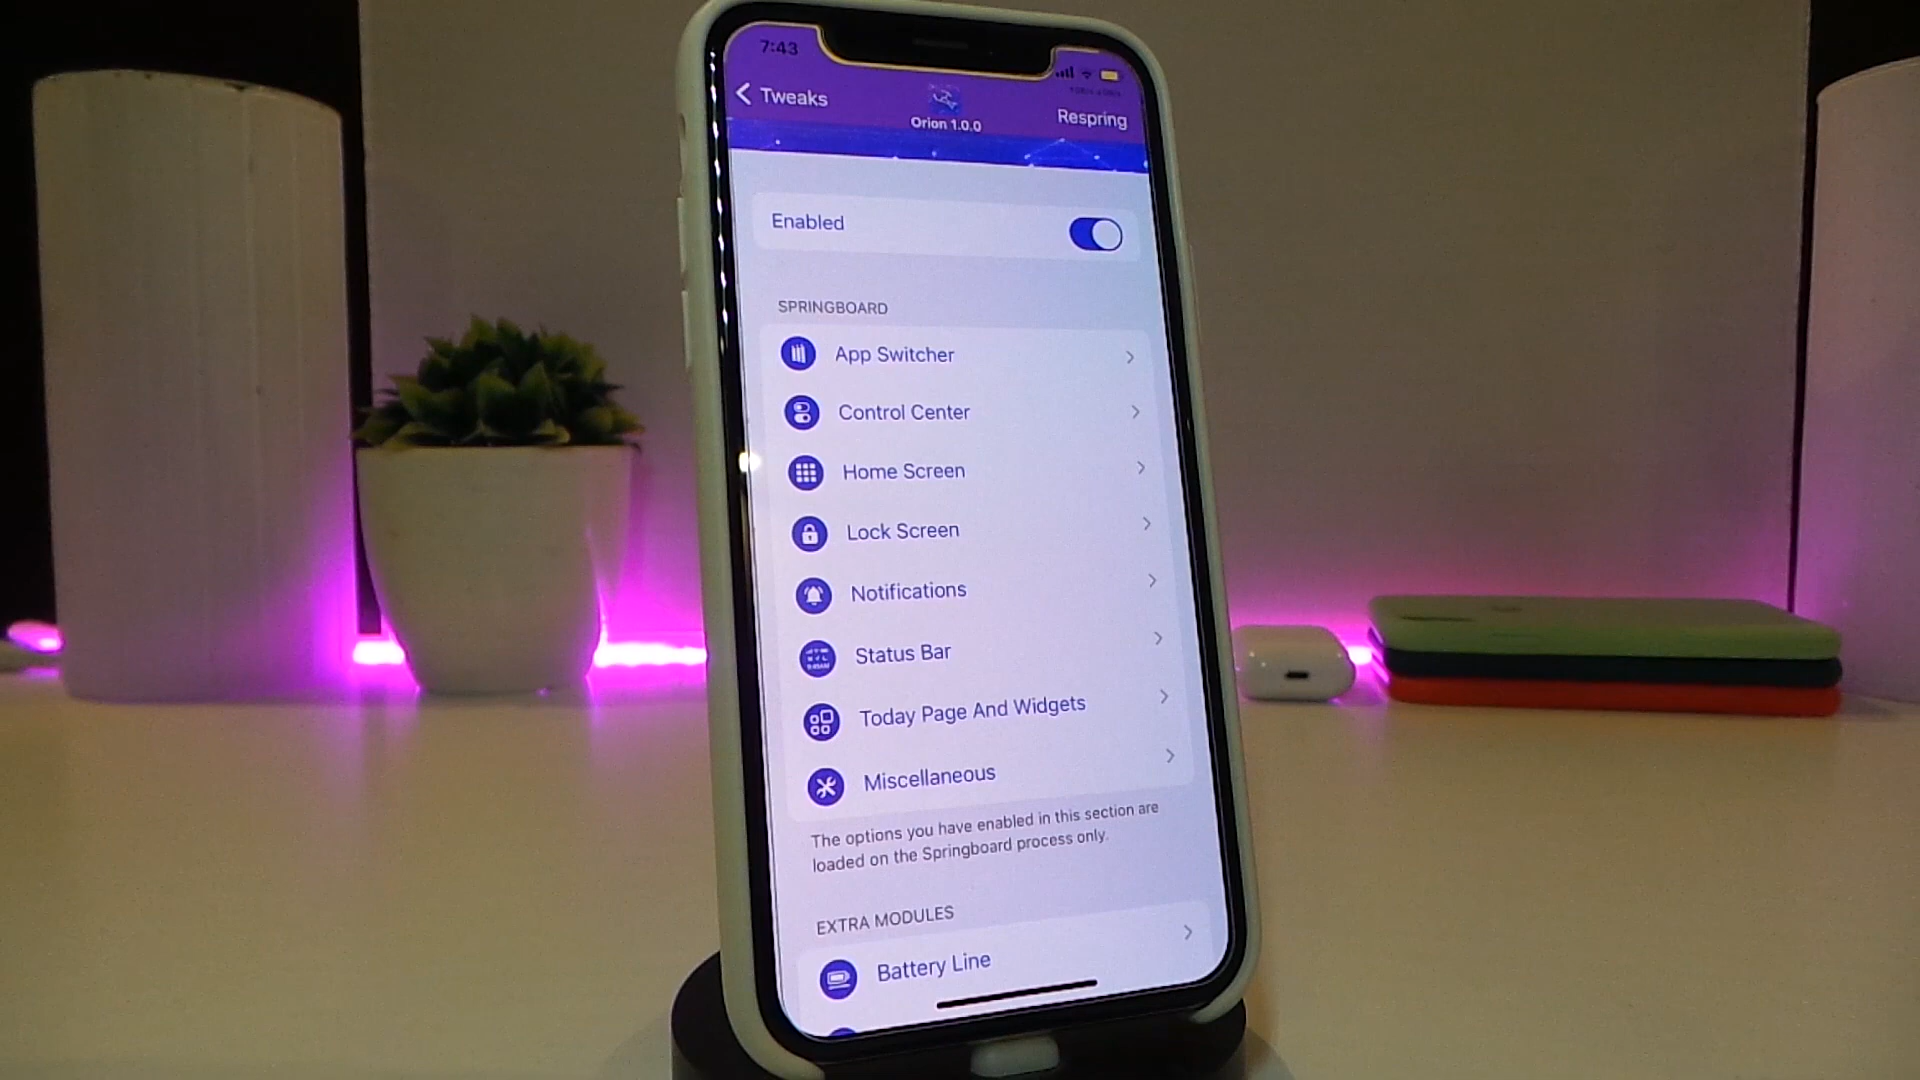 7:43
Tweaks
Orion 1.0.0
Respring
Enabled
SPRINGBOARD
App Switcher
Control Center
Home Screen
Lock Screen
Notifications
Status Bar
Today Page And Widgets
Miscellaneous
The options you have enabled in this section are
loaded on the Springboard process only.
EXTRA MODULES
Battery Line